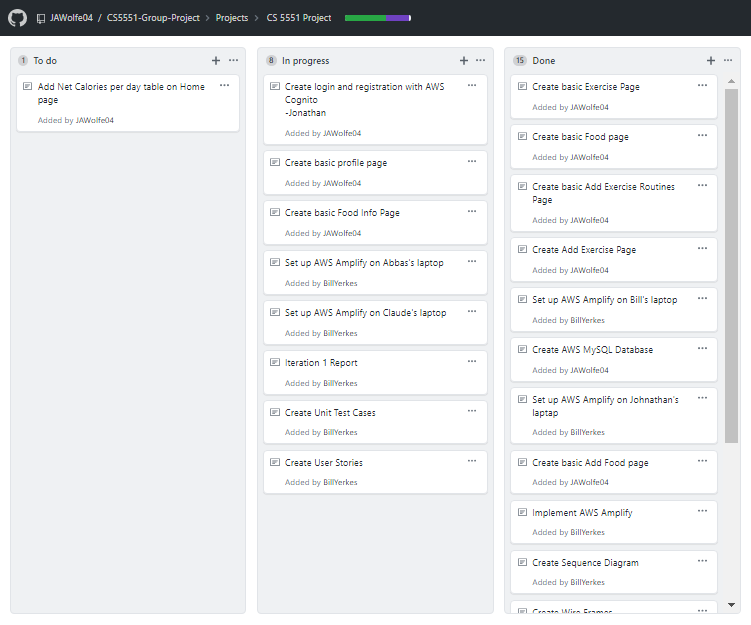 JAWolfe04 / CS5551-Group-Project > Projects > CS 5551 Project
1 To do
Add Net Calories per day table on Home
page
Added by JAWolfe04
8 In progress
Create login and registration with AWS
Cognito
-Jonathan
Added by JAWolfe04
Create basic profile page
Added by JAWolfe04
Create basic Food Info Page
Added by JAWolfe04
Set up AWS Amplify on Abbas's laptop
Added by BillYerkes
Set up AWS Amplify on Claude's laptop
Added by BillYerkes
Iteration 1 Report
Added by BillYerkes
Create Unit Test Cases
Added by BillYerkes
Create User Stories
Added by BillYerkes
15 Done
Create basic Exercise Page
Added by JAWolfe04
Create basic Food page
Added by JAWolfe04
Create basic Add Exercise Routines
Page
Added by JAWolfe04
Create Add Exercise Page
Added by JAWolfe04
Set up AWS Amplify on Bill's laptop
Added by BillYerkes
Create AWS MySQL Database
Added by JAWolfe04
Set up AWS Amplify on Johnathan's
laptap
Added by BillYerkes
Create basic Add Food page
Added by JAWolfe04
Implement AWS Amplify
Added by BillYerkes
Create Sequence Diagram
Added by BillYerkes
Create Wire Frames